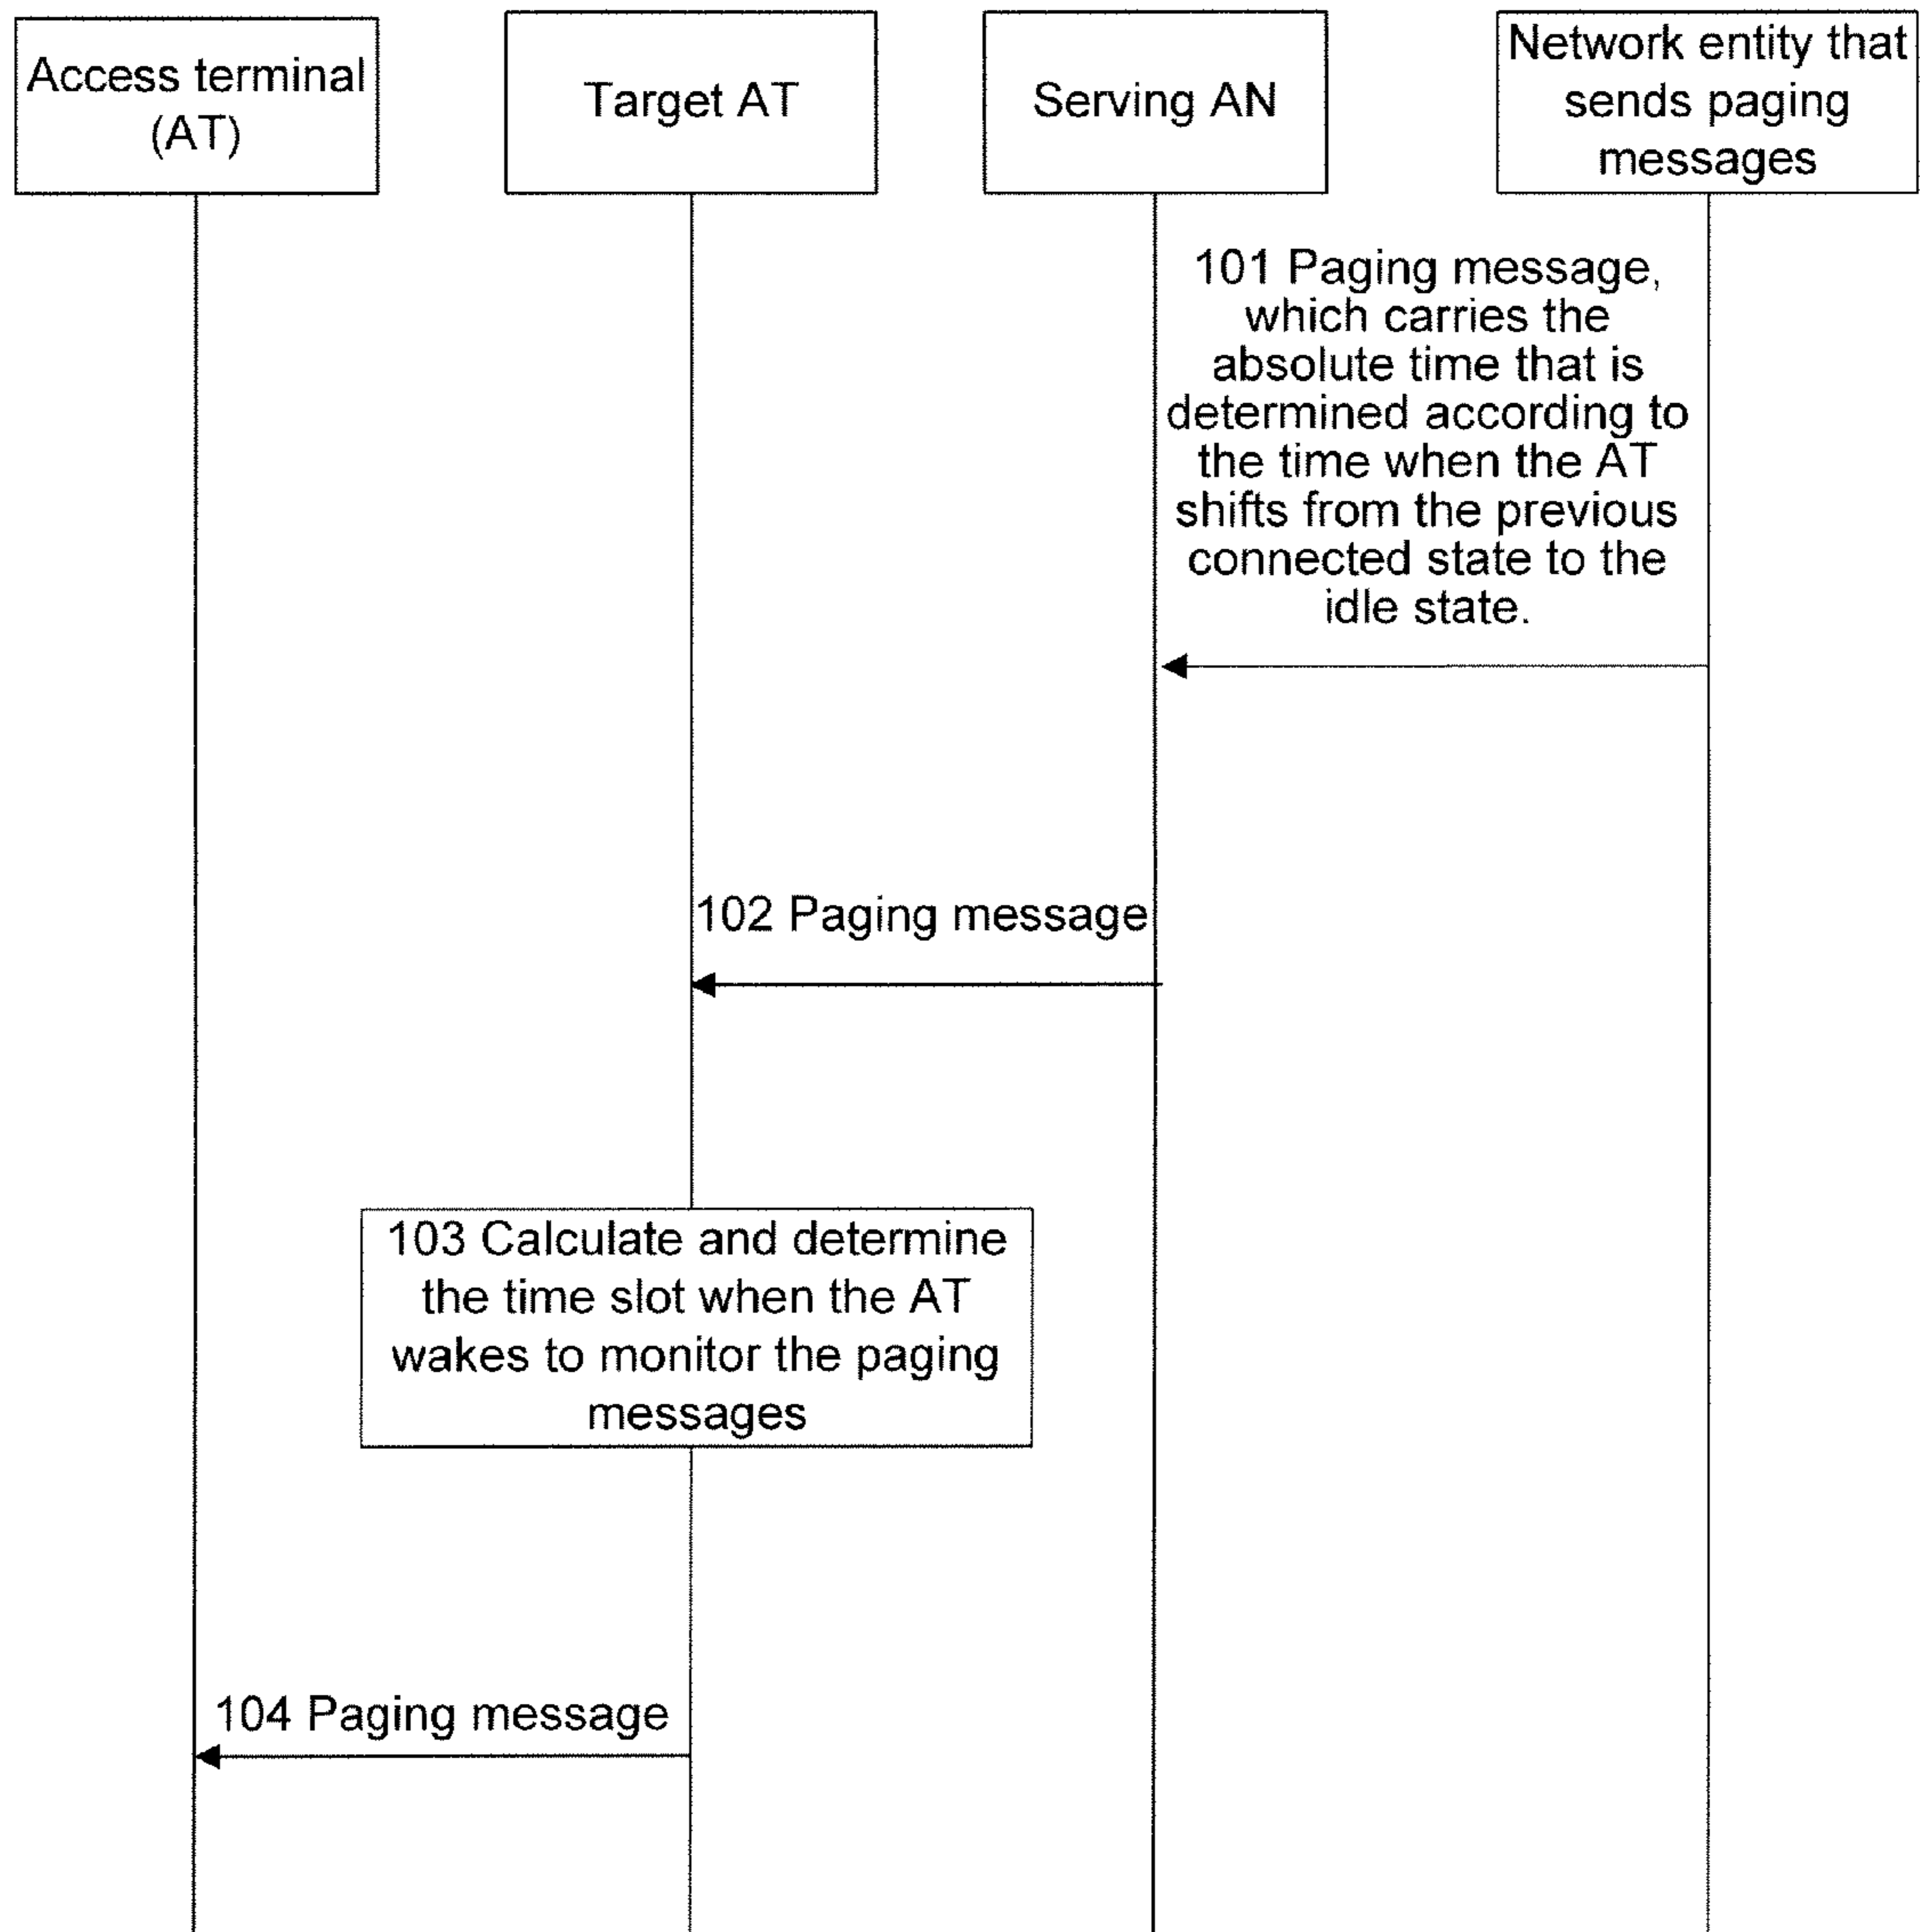 Access terminal
(AT)
Target AT
Serving AN
Network entity that
sends paging
messages
101 Paging message,
which carries the
absolute time that is
determined according to
the time when the AT
shifts from the previous
connected state to the
idle state.
102 Paging message
103 Calculate and determine
the time slot when the AT
wakes to monitor the paging
messages
104 Paging message